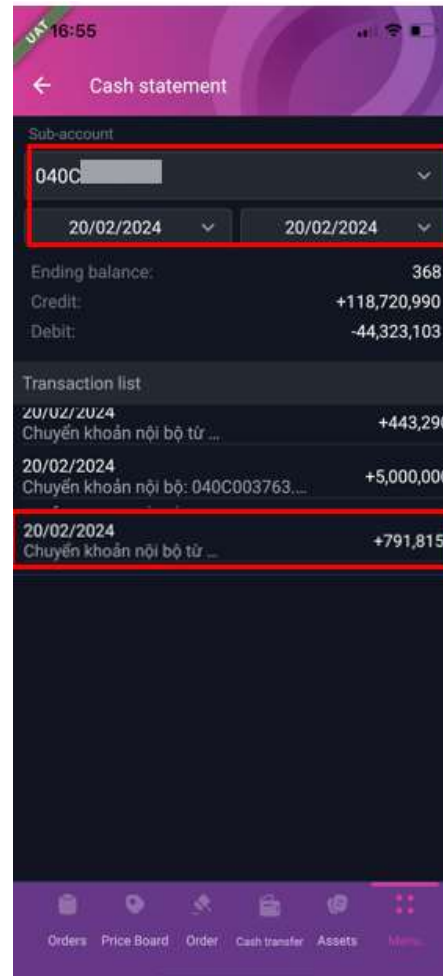 UAT
16:55
Cash statement
Sub-account
040C
20/02/2024 20/02/2024
Ending balance: 368
Credit: +118,720,990
Debit: -44,323,103
Transaction list
20/02/2024
Chuyển khoản nội bộ từ ... +443,290
20/02/2024
Chuyển khoản nội bộ: 040C003763.... +5,000,000
20/02/2024
Chuyển khoản nội bộ từ ... +791,815
Orders Price Board Order Cash transfer Assets Menu